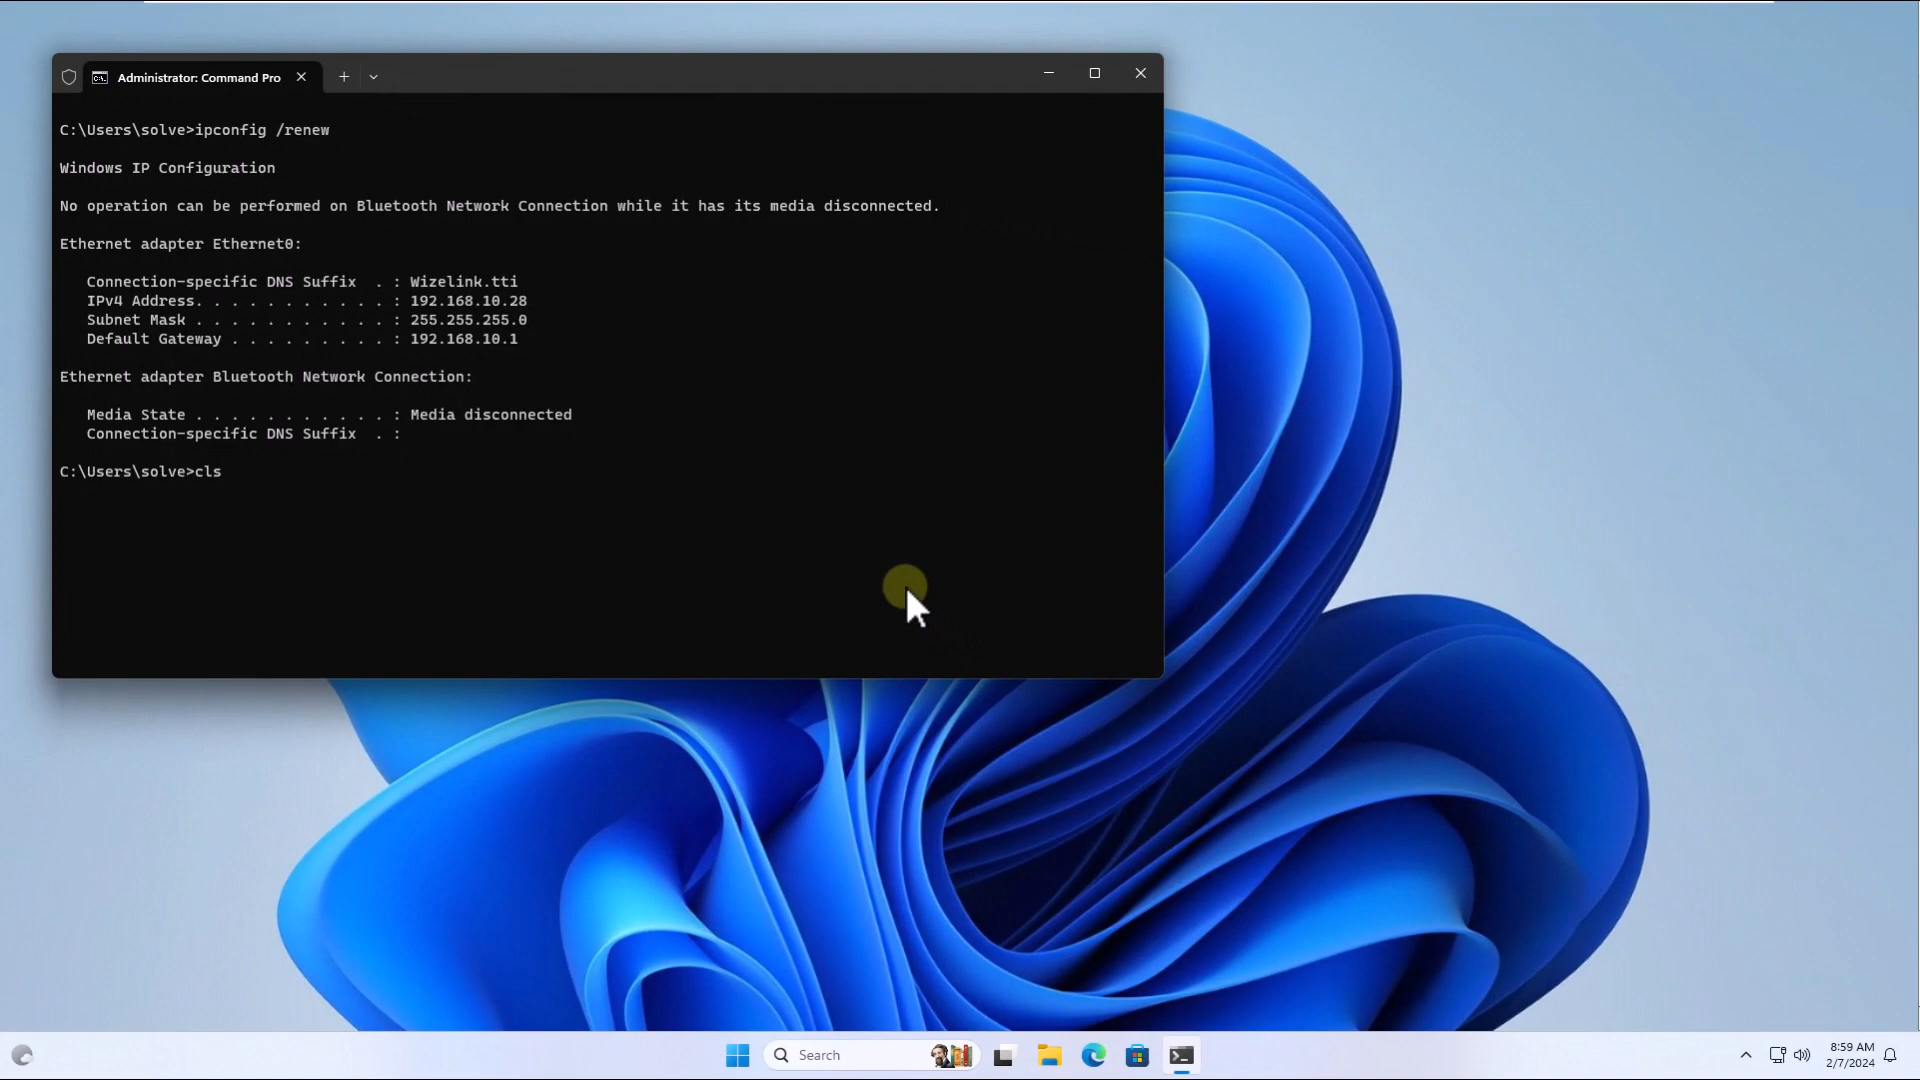 Administrator: Command Pro
C:\Users\solve>ipconfig /renew
Windows IP Configuration
No operation can be performed on Bluetooth Network Connection while it has its media disconnected.
Ethernet adapter Ethernet0:
Connection-specific DNS Suffix  . : Wizelink.tti
IPv4 Address. . . . . . . . . . . : 192.168.10.28
Subnet Mask . . . . . . . . . . . : 255.255.255.0
Default Gateway . . . . . . . . . : 192.168.10.1
Ethernet adapter Bluetooth Network Connection:
Media State . . . . . . . . . . . : Media disconnected
Connection-specific DNS Suffix  . :
C:\Users\solve>cls
Search
8:59 AM
2/7/2024